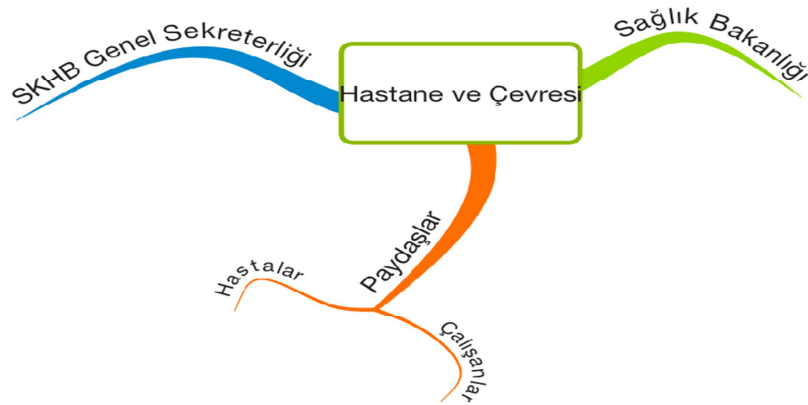 SKHB Genel Sekreterliği
Sağlık Bakanlığı
Hastane ve Çevresi
Paydaşlar
Hastalar
Çalışanlar